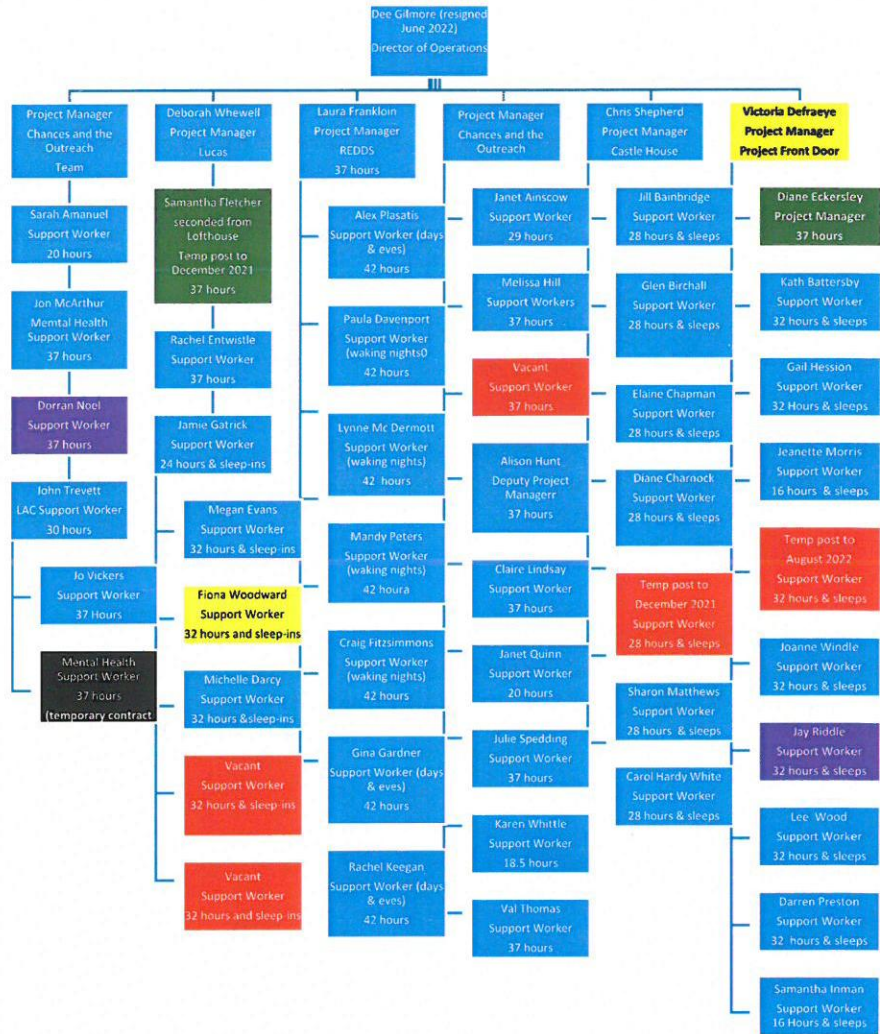 Dee Gilmore (resigned
June 2022)
Director of Operations
Project Manager
Chances and the
Outreach
Team
Sarah Amanuel
Support Worker
20 hours
Jon McArthur
Memtal Health
Support Worker
37 hours
Dorran Noel
Support Worker
37 hours
John Trevett
LAC Support Worker
30 hours
Jo Vickers
Support Worker
37 Hours
Mental Health
Support Worker
37 hours
(temporary contract
Deborah Whewell
Project Manager
Lucas
Samantha Fletcher
seconded from
Lofthouse
Temp post to
December 2021
37 hours
Rachel Entwistle
Support Worker
37 hours
Jamie Gatrick
Support Worker
24 hours & sleep-ins
Megan Evans
Support Worker
32 hours & sleep-ins
Fiona Woodward
Support Worker
32 hours and sleep-ins
Michelle Darcy
Support Worker
32 hours &sleep-ins
Vacant
Support Worker
32 hours & sleep-ins
Vacant
Support Worker
32 hours and sleep-ins
Laura Frankloin
Project Manager
REDDS
37 hours
Alex Plasatis
Support Worker (days
& eves)
42 hours
Paula Davenport
Support Worker
(waking nights0
42 hours
Lynne Mc Dermott
Support Worker
(waking nights)
42 hours
Mandy Peters
Support Worker
(waking nights)
42 houra
Craig Fitzsimmons
Support Worker
(waking nights)
42 hours
Gina Gardner
Support Worker (days
& eves)
42 hours
Rachel Keegan
Support Worker (days
& eves)
42 hours
Project Manager
Chances and the
Outreach
Janet Ainscow
Support Worker
29 hours
Melissa Hill
Support Workers
37 hours
Vacant
Support Worker
37 hours
Alison Hunt
Deputy Project
Managerr
37 hours
Claire Lindsay
Support Worker
37 hours
Janet Quinn
Support Worker
20 hours
Julie Spedding
Support Worker
37 hours
Karen Whittle
Support Worker
18.5 hours
Val Thomas
Support Worker
37 hours
Chris Shepherd
Project Manager
Castle House
Jill Bainbridge
Support Worker
28 hours & sleeps
Glen Birchall
Support Worker
28 hours & sleeps
Elaine Chapman
Support Worker
28 hours & sleeps
Diane Charnock
Support Worker
28 hours & sleeps
Temp post to
December 2021
Support Worker
28 hours & sleeps
Sharon Matthews
Support Worker
28 hours & sleeps
Carol Hardy White
Support Worker
28 hours & sleeps
Victoria Defraeye
Project Manager
Project Front Door
Diane Eckersley
Project Manager
37 hours
Kath Battersby
Support Worker
32 hours & sleeps
Gail Hession
Support Worker
32 Hours & sleeps
Jeanette Morris
Support Worker
16 hours & sleeps
Temp post to
August 2022
Support Worker
32 hours & sleeps
Joanne Windle
Support Worker
32 hours & sleeps
Jay Riddle
Support Worker
32 hours & sleeps
Lee Wood
Support Worker
32 hours & sleeps
Darren Preston
Support Worker
32 hours & sleeps
Samantha Inman
Support Worker
16 Hours & sleeps